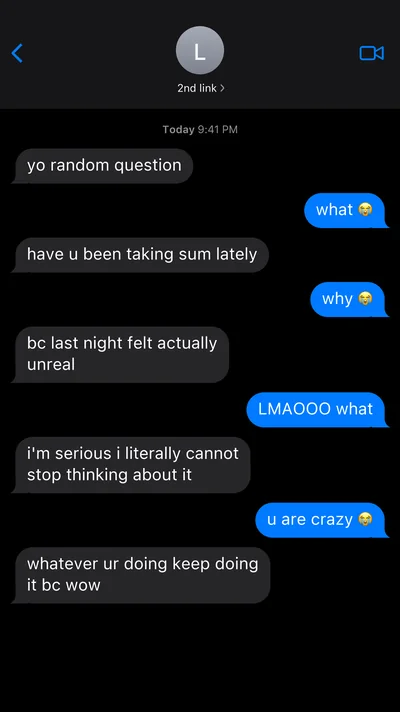 L
2nd link >
Today 9:41 PM
yo random question
what 😭
have u been taking sum lately
why 😭
bc last night felt actually
unreal
LMAOOO what
i'm serious i literally cannot
stop thinking about it
u are crazy 😭
whatever ur doing keep doing
it bc wow